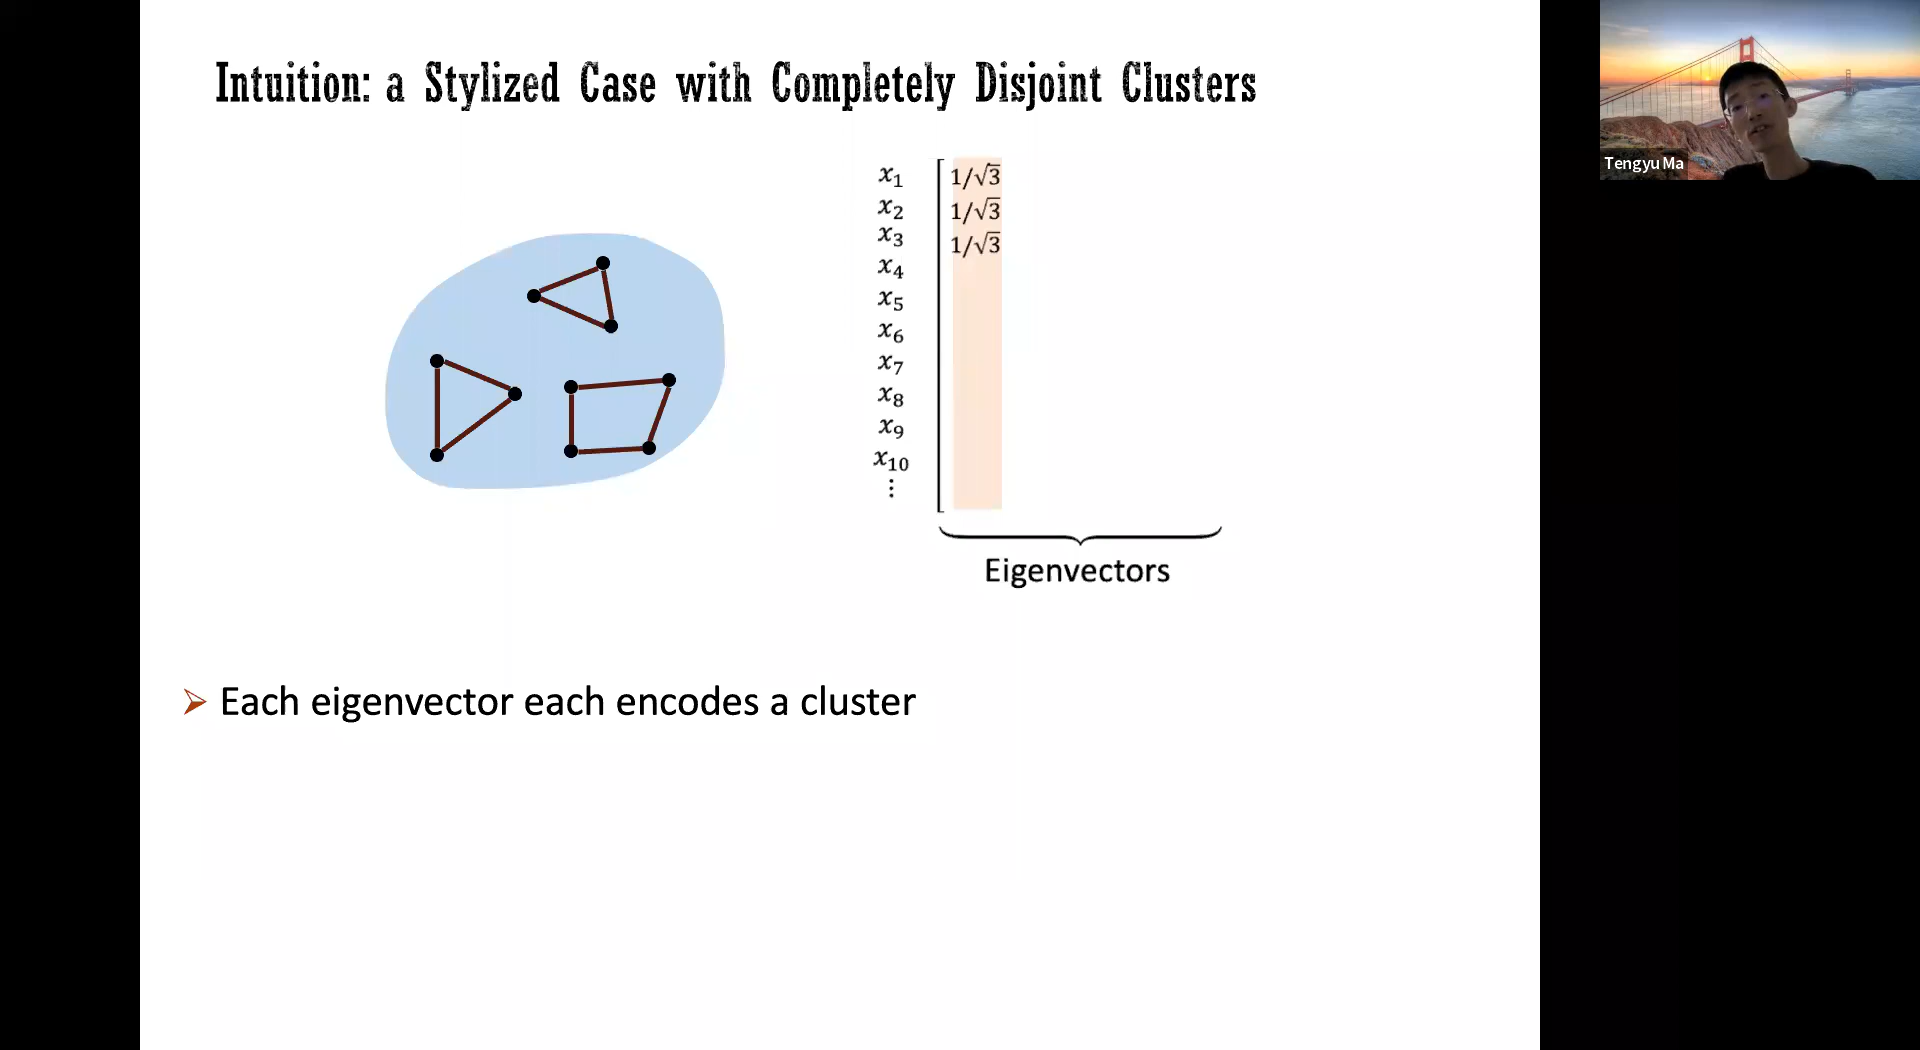 Intuition: a Stylized Case with Completely Disjoint Clusters
Tengyu Ma
x₁ 1/√3
x₂ 1/√3
x₃ 1/√3
x₄
x₅
x₆
x₇
x₈
x₉
x₁₀
⋮
Eigenvectors
➢ Each eigenvector each encodes a cluster